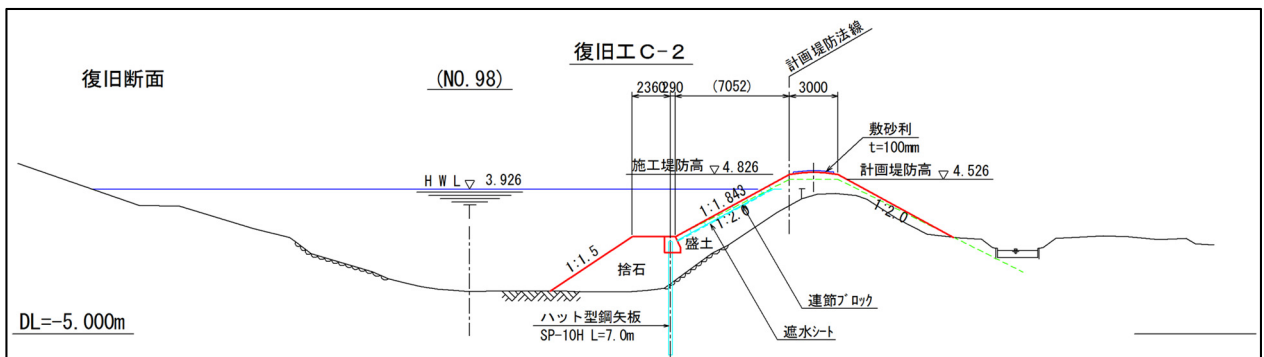 復旧工C-2
計画堤防法線
復旧断面
(NO.98)
2360
290
(7052)
3000
敷砂利
t=100mm
施工堤防高 ▽ 4.826
計画堤防高 ▽ 4.526
HWL ▽ 3.926
1:1.843
1:2.0
1:2.0
T
盛土
1:1.5
捨石
連節ブロック
遮水シート
ハット型鋼矢板
SP-10H L=7.0m
DL=-5.000m